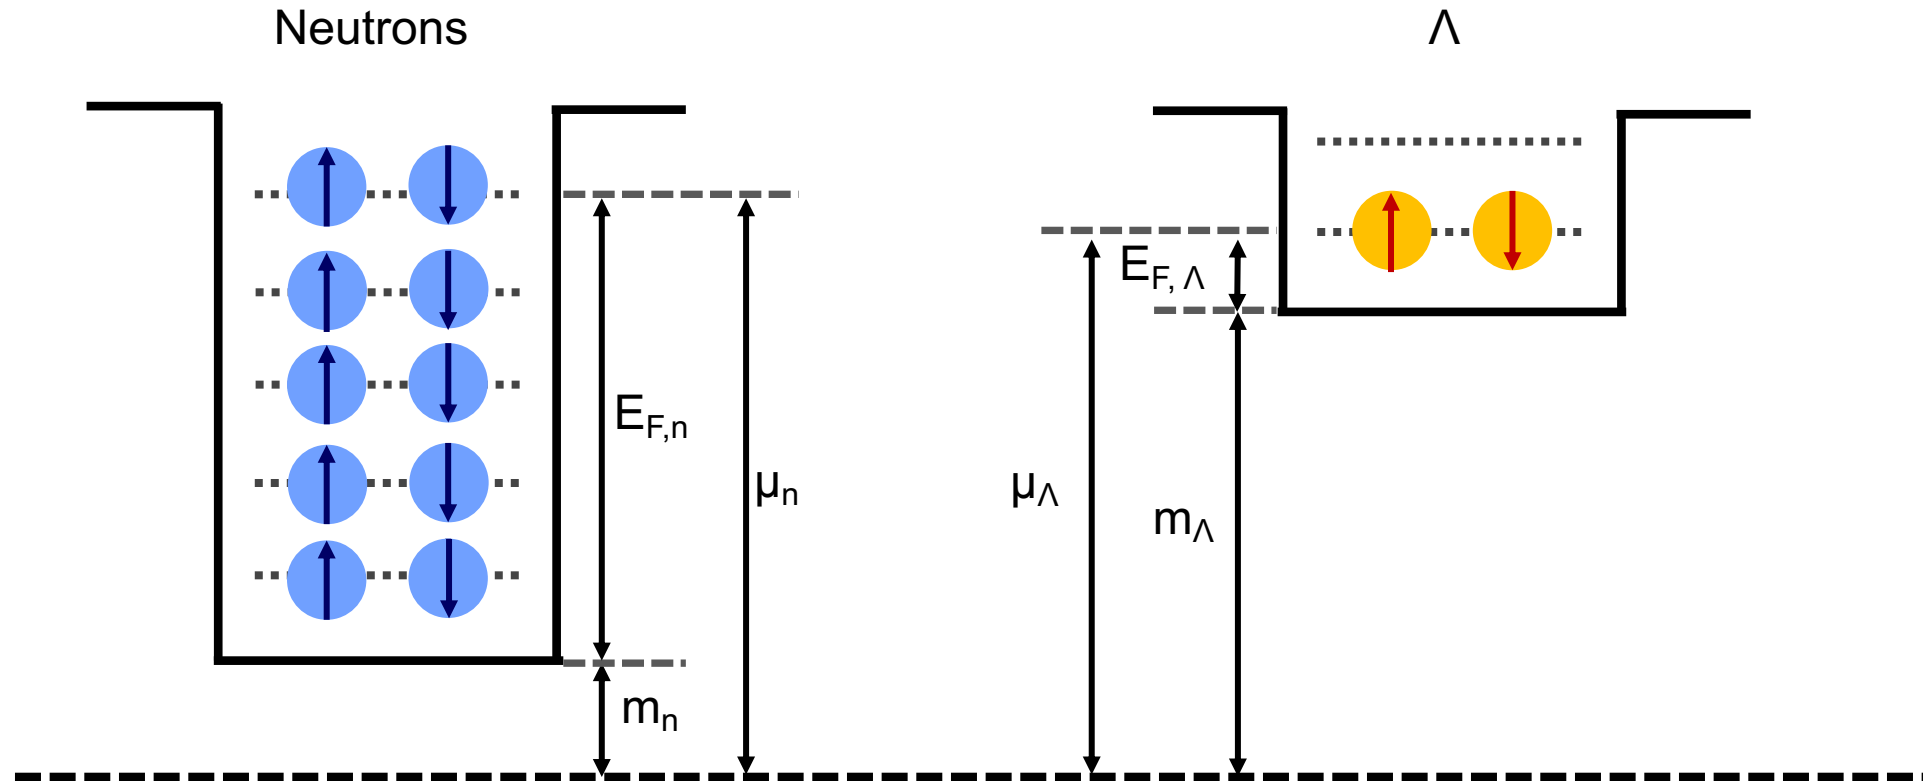 Neutrons
Λ
E_F,n
μ_n
m_n
E_F, Λ
μ_Λ
m_Λ